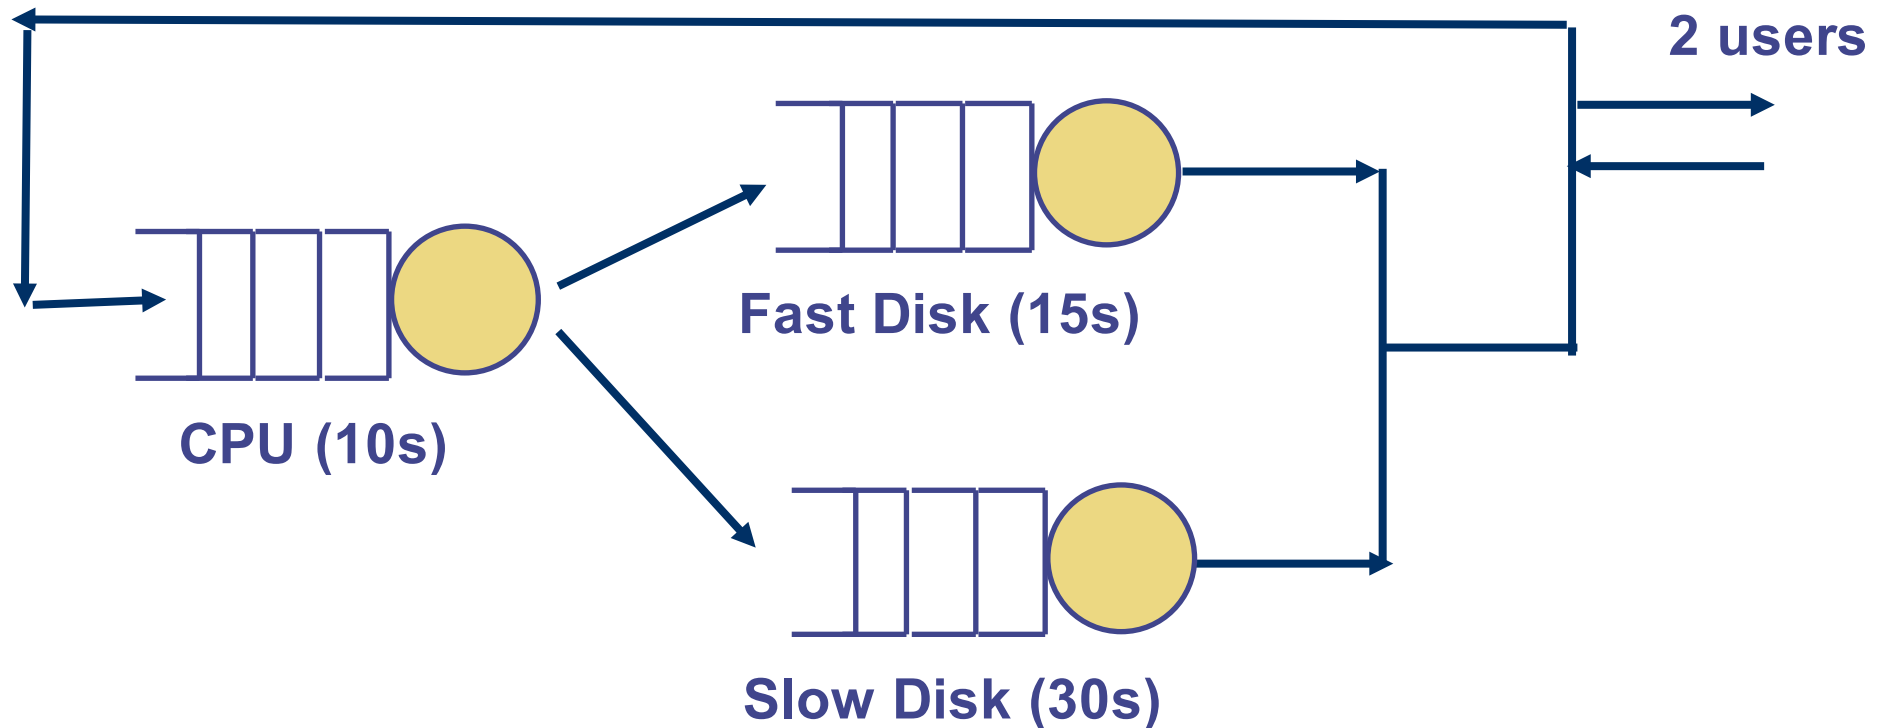 2 users
Fast Disk (15s)
CPU (10s)
Slow Disk (30s)